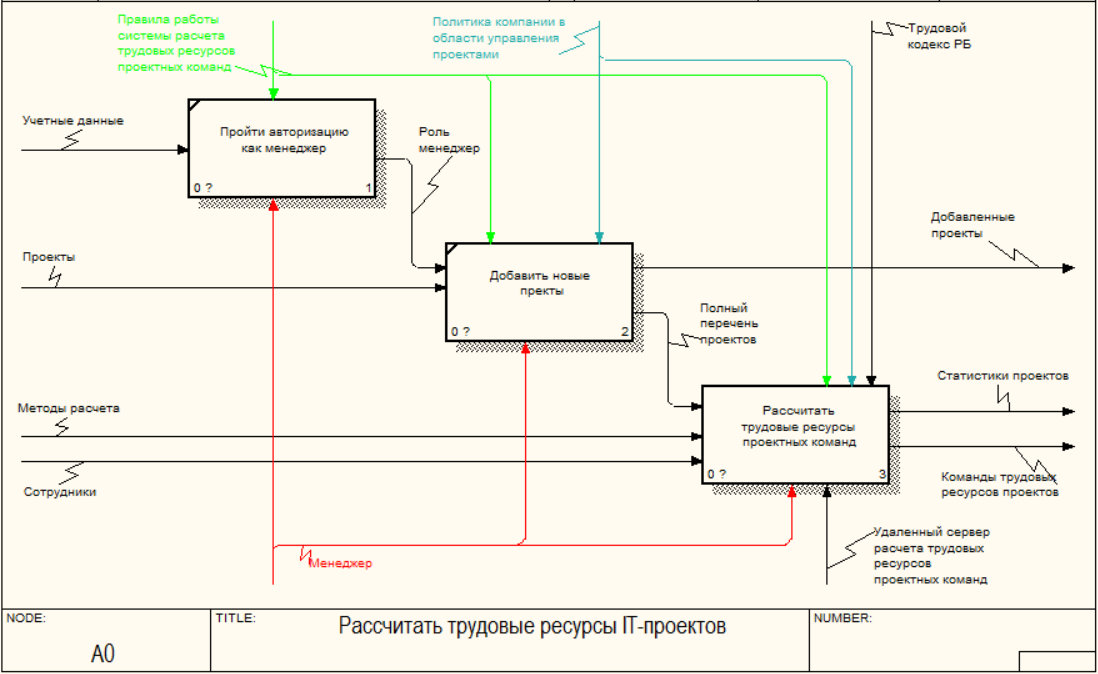 Правила работы
системы расчета
трудовых ресурсов
проектных команд
Политика компании в
области управления
проектами
Трудовой
кодекс РБ
Учетные данные
Пройти авторизацию
как менеджер
0 ?
1
Роль
менеджер
Добавленные
проекты
Проекты
Добавить новые
пректы
0 ?
2
Полный
перечень
проектов
Статистики проектов
Методы расчета
Рассчитать
трудовые ресурсы
проектных команд
0 ?
3
Команды трудовых
ресурсов проектов
Сотрудники
Удаленный сервер
расчета трудовых
ресурсов
проектных команд
Менеджер
NODE:
A0
TITLE:
Рассчитать трудовые ресурсы IT-проектов
NUMBER: